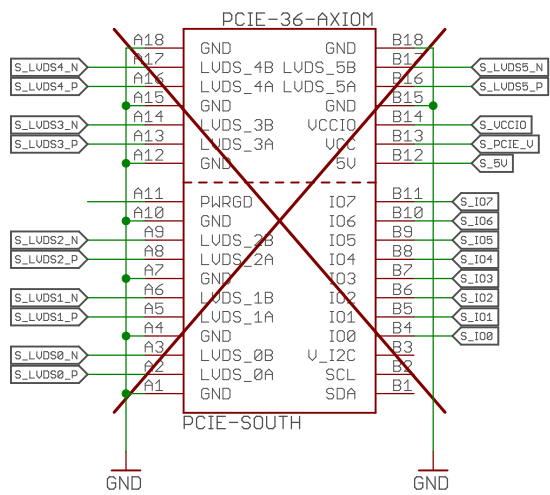 PCIE-36-AXIOM
A18 GND GND B18
S_LVDS4_N A17 LVDS_4B LVDS_5B B1 S_LVDS5_N
S_LVDS4_P A16 LVDS_4A LVDS_5A B16 S_LVDS5_P
A15 GND GND B15
S_LVDS3_N A14 LVDS_3B VCCIO B14 S_VCCIO
S_LVDS3_P A13 LVDS_3A VCC B13 S_PCIE_V
A12 GND 5V B12 S_5V
A11 PWRGD IO7 B11 S_IO7
A10 GND IO6 B10 S_IO6
S_LVDS2_N A9 LVDS_2B IO5 B9 S_IO5
S_LVDS2_P A8 LVDS_2A IO4 B8 S_IO4
A7 GND IO3 B7 S_IO3
S_LVDS1_N A6 LVDS_1B IO2 B6 S_IO2
S_LVDS1_P A5 LVDS_1A IO1 B5 S_IO1
A4 GND IO0 B4 S_IO0
S_LVDS0_N A3 LVDS_0B V_I2C B3
S_LVDS0_P A2 LVDS_0A SCL B2
A1 GND SDA B1
PCIE-SOUTH
GND GND